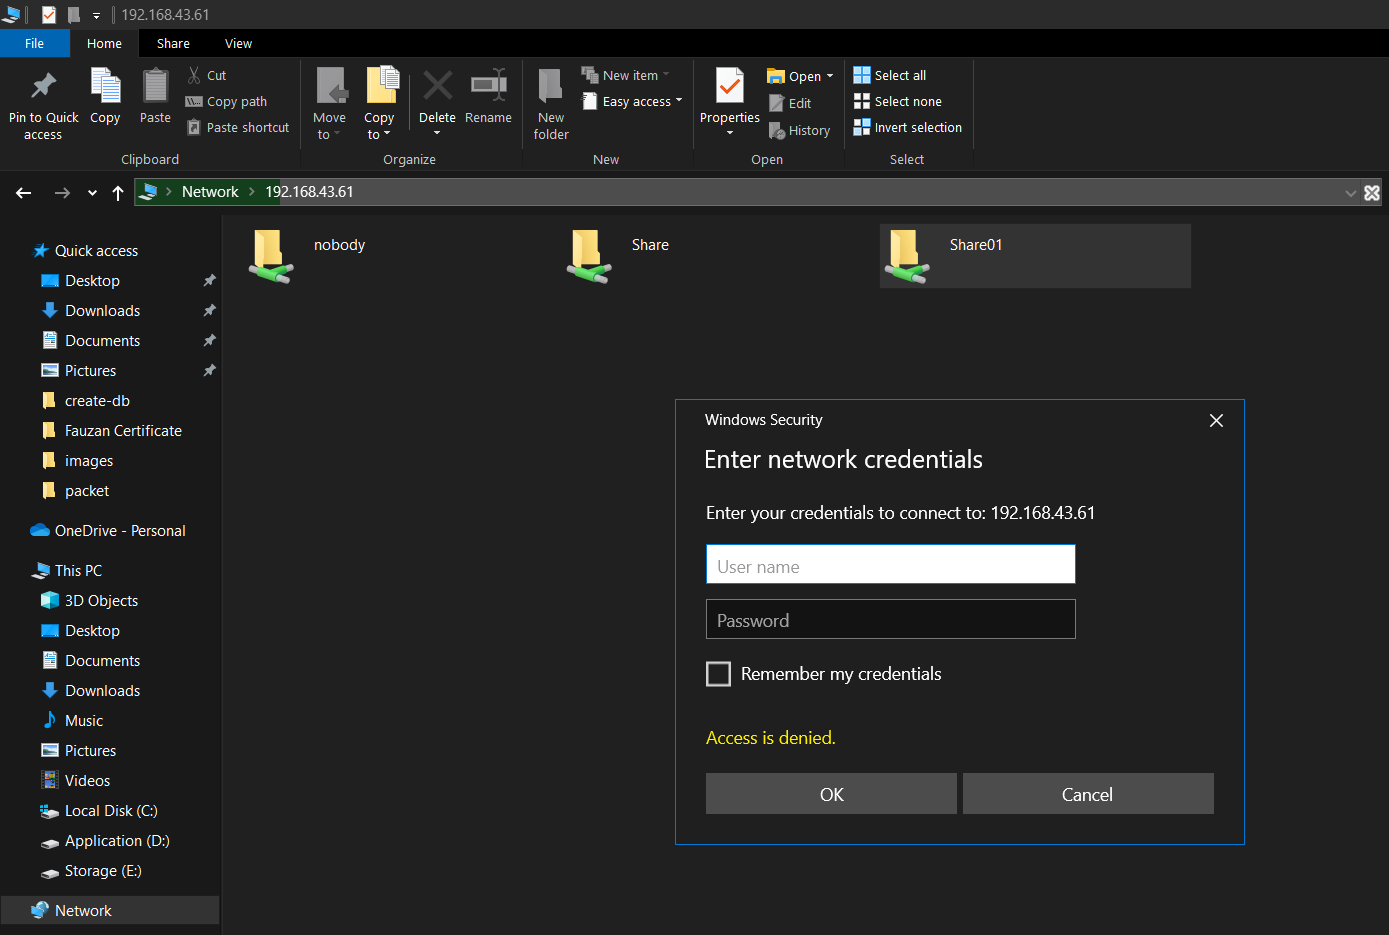 192.168.43.61
File Home Share View
Pin to Quick access
Copy
Paste
Cut
Copy path
Paste shortcut
Clipboard
Move to
Copy to
Delete
Rename
Organize
New folder
New item
Easy access
New
Properties
Open
Edit
History
Open
Select all
Select none
Invert selection
Select
Network > 192.168.43.61
Quick access
Desktop
Downloads
Documents
Pictures
create-db
Fauzan Certificate
images
packet
OneDrive - Personal
This PC
3D Objects
Desktop
Documents
Downloads
Music
Pictures
Videos
Local Disk (C:)
Application (D:)
Storage (E:)
Network
nobody
Share
Share01
Windows Security
Enter network credentials
Enter your credentials to connect to: 192.168.43.61
User name
Password
Remember my credentials
Access is denied.
OK
Cancel